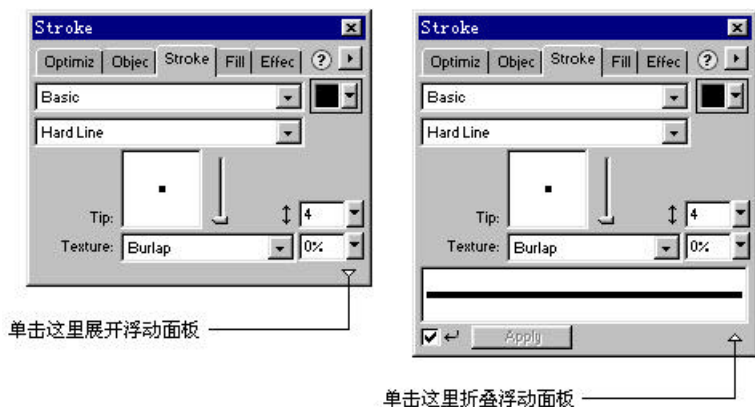 Stroke
Optimiz Objec Stroke Fill Effec ?
Basic
Hard Line
Tip: 4
Texture: Burlap 0%
单击这里展开浮动面板
Stroke
Optimiz Objec Stroke Fill Effec ?
Basic
Hard Line
Tip: 4
Texture: Burlap 0%
Apply
单击这里折叠浮动面板